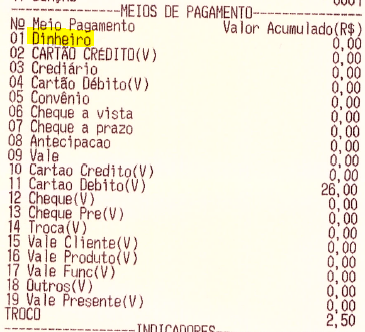 --------------MEIOS DE PAGAMENTO--------------
Nº Meio Pagamento Valor Acumulado(R$)
01 Dinheiro 0,00
02 CARTÃO CRÉDITO(V) 0,00
03 Crediário 0,00
04 Cartão Débito(V) 0,00
05 Convênio 0,00
06 Cheque a vista 0,00
07 Cheque a prazo 0,00
08 Antecipacao 0,00
09 Vale 0,00
10 Cartao Credito(V) 0,00
11 Cartao Debito(V) 26,00
12 Cheque(V) 0,00
13 Cheque Pre(V) 0,00
14 Troca(V) 0,00
15 Vale Cliente(V) 0,00
16 Vale Produto(V) 0,00
17 Vale Func(V) 0,00
18 Outros(V) 0,00
19 Vale Presente(V) 0,00
TROCO 2,50
-----------------INDICADORES-----------------